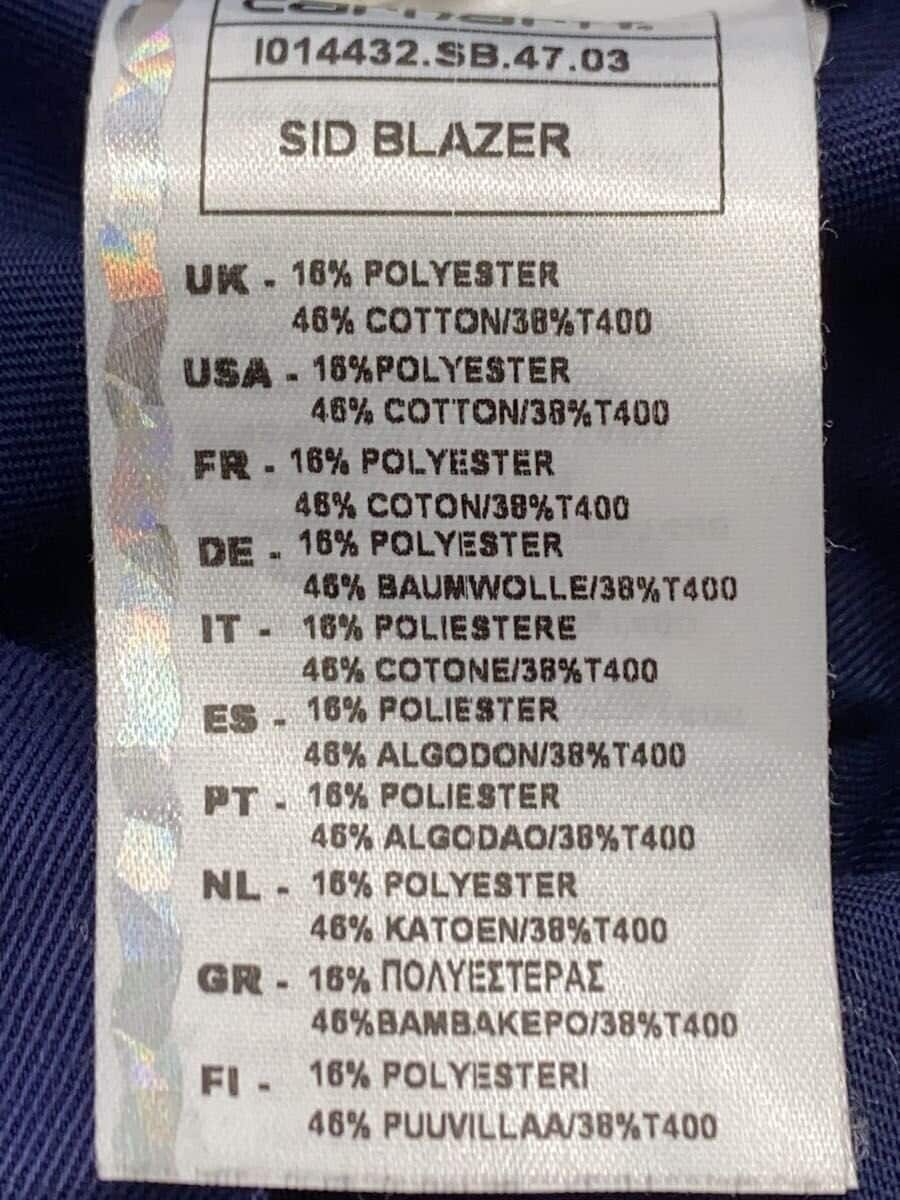 carhartt.
I014432.SB.47.03
SID BLAZER
UK - 16% POLYESTER
46% COTTON/38%T400
USA - 16%POLYESTER
46% COTTON/38%T400
FR - 16% POLYESTER
46% COTON/38%T400
DE - 16% POLYESTER
46% BAUMWOLLE/38%T400
IT - 16% POLIESTERE
46% COTONE/38%T400
ES - 16% POLIESTER
46% ALGODON/38%T400
PT - 16% POLIESTER
46% ALGODAO/38%T400
NL - 16% POLYESTER
46% KATOEN/38%T400
GR - 16% ΠΟΛΥΕΣΤΕΡΑΣ
46%ΒΑΜΒΑΚΕΡΟ/38%T400
FI - 16% POLYESTERI
46% PUUVILLAA/38%T400